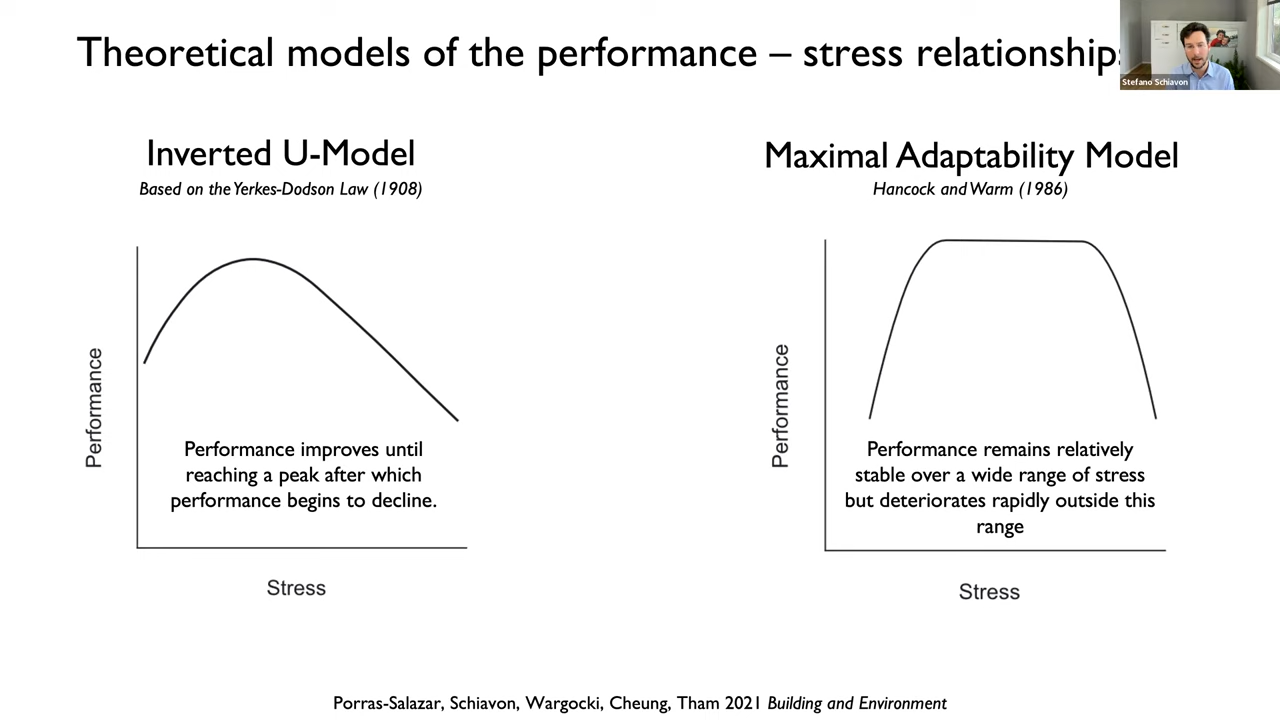 Theoretical models of the performance – stress relationships
Stefano Schiavon
Inverted U-Model
Based on the Yerkes-Dodson Law (1908)
Performance
Performance improves until
reaching a peak after which
performance begins to decline.
Stress
Maximal Adaptability Model
Hancock and Warm (1986)
Performance
Performance remains relatively
stable over a wide range of stress
but deteriorates rapidly outside this
range
Stress
Porras-Salazar, Schiavon, Wargocki, Cheung, Tham 2021 Building and Environment